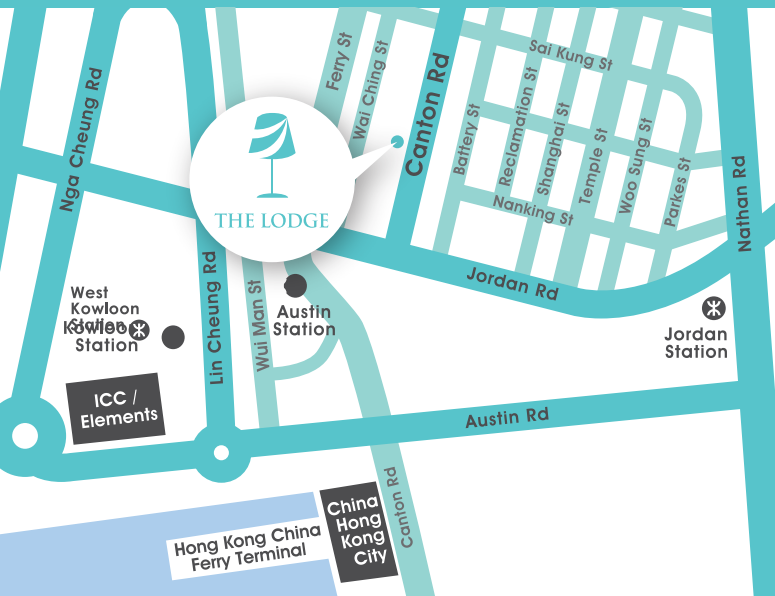 Nga Cheung Rd
Ferry St
Wai Ching St
Canton Rd
Sai Kung St
Battery St
Reclamation St
Shanghai St
Temple St
Woo Sung St
Parkes St
Nanking St
Nathan Rd
THE LODGE
Jordan Rd
Lin Cheung Rd
Wui Man St
West
Kowloon
Station
Kowloon
Station
Austin
Station
Jordan
Station
ICC /
Elements
Austin Rd
Canton Rd
China
Hong
Kong
City
Hong Kong China
Ferry Terminal